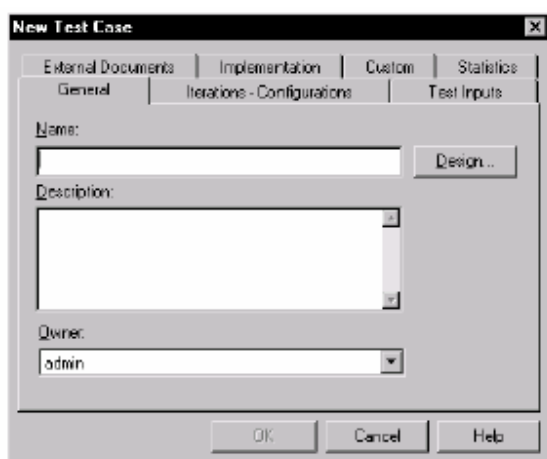 New Test Case
External Documents Implementation Custom Statistics
General Iterations - Configurations Test Inputs
Name:
Design...
Description:
Owner:
admin
OK Cancel Help